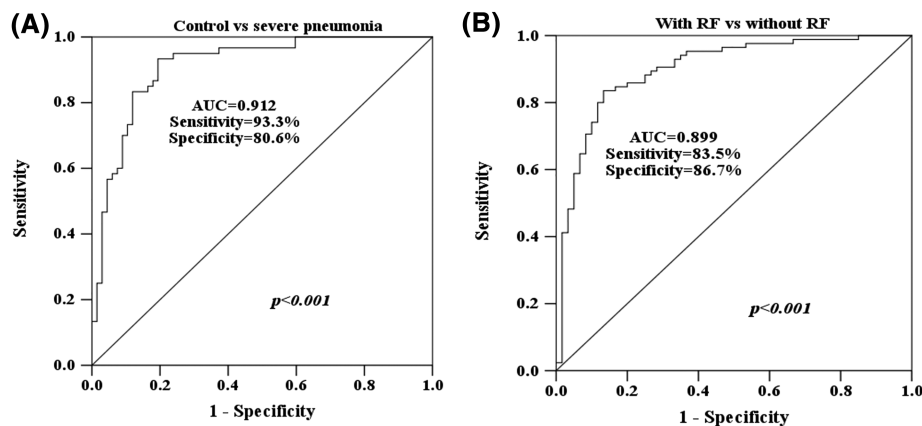 (A)
Control vs severe pneumonia
1.0
0.8
0.6
0.4
0.2
0.0
Sensitivity
AUC=0.912
Sensitivity=93.3%
Specificity=80.6%
p<0.001
0.0 0.2 0.4 0.6 0.8 1.0
1 - Specificity
(B)
With RF vs without RF
1.0
0.8
0.6
0.4
0.2
0.0
Sensitivity
AUC=0.899
Sensitivity=83.5%
Specificity=86.7%
p<0.001
0.0 0.2 0.4 0.6 0.8 1.0
1 - Specificity